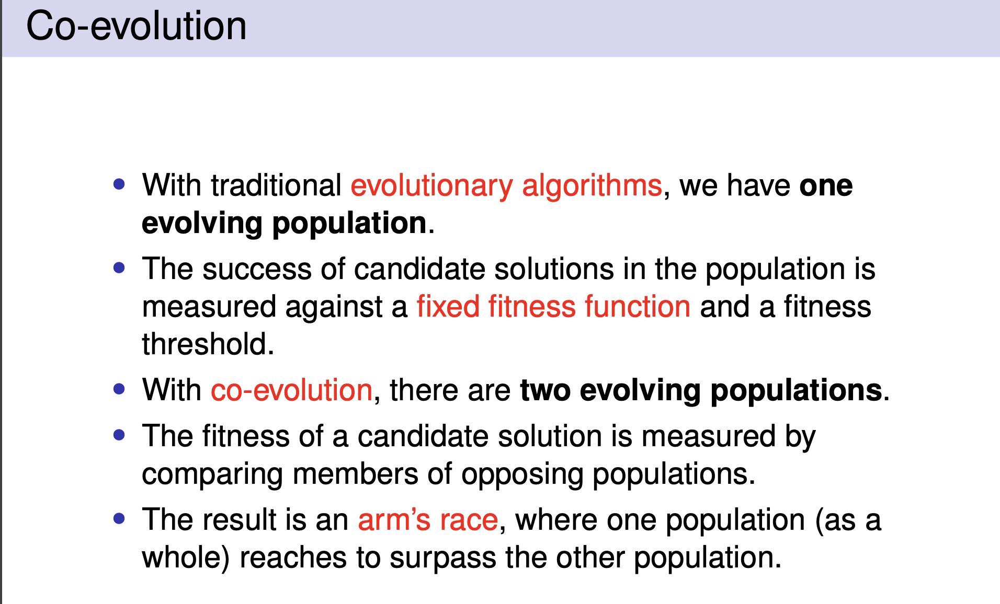 Co-evolution
• With traditional evolutionary algorithms, we have one
evolving population.
• The success of candidate solutions in the population is
measured against a fixed fitness function and a fitness
threshold.
• With co-evolution, there are two evolving populations.
• The fitness of a candidate solution is measured by
comparing members of opposing populations.
• The result is an arm’s race, where one population (as a
whole) reaches to surpass the other population.